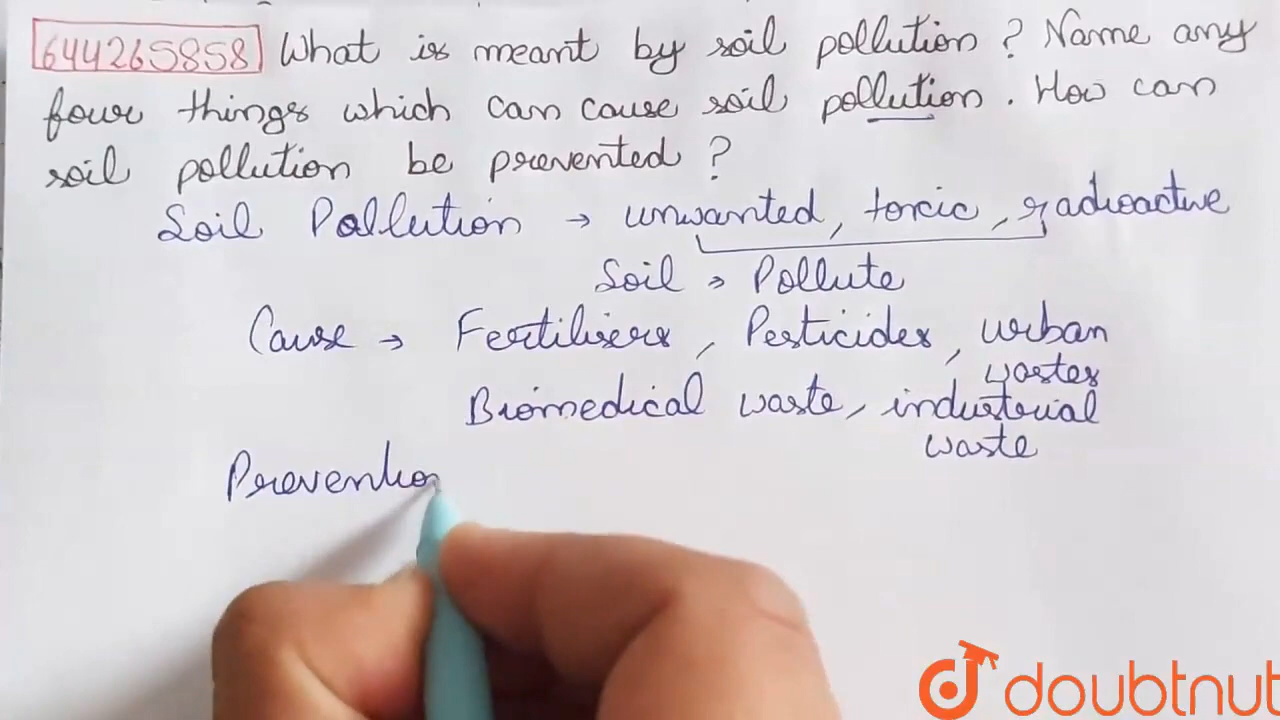 644265858 What is meant by soil pollution ? Name any
four things which can cause soil pollution . How can
soil pollution be prevented ?
Soil Pollution → unwanted, toxic, radioactive
Soil → Pollute
Cause → Fertilisers, Pesticides, urban
wastes
Biomedical waste, industrial
waste
Prevention
doubtnut